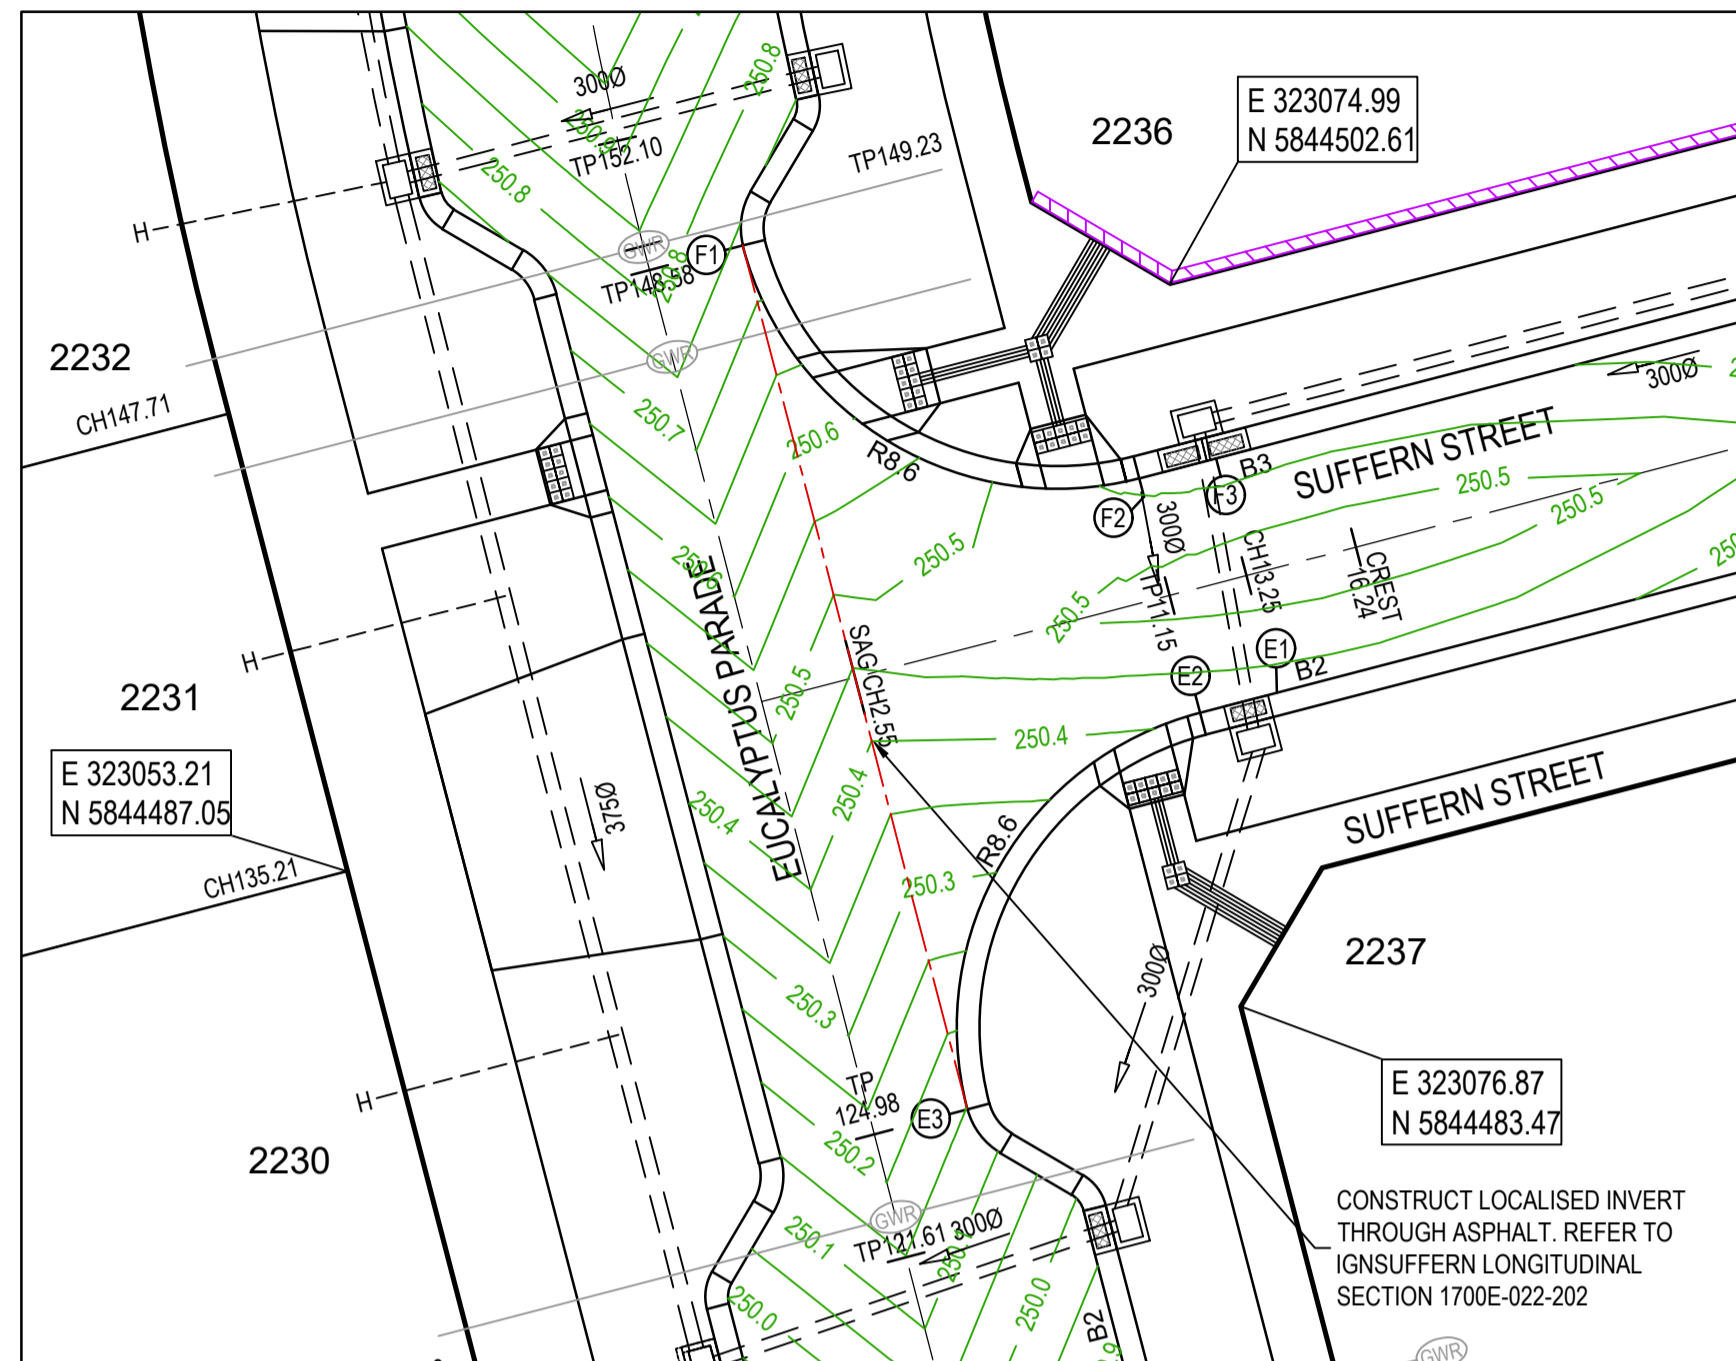 300Ø
250.8
250.9
TP152.10
250.8
TP149.23
2236
E 323074.99
N 5844502.61
H
GWR
F1
TP148.58
250.8
GWR
2232
CH147.71
250.7
250.6
R8.6
300Ø
SUFFERN STREET
B3
F3
F2
250.5
250.5
300Ø
250.5
CH13.25
CREST
16.24
TP11.15
250.5
250.6
EUCALYPTUS PARADE
SAG CH2.55
H
E1
E2
B2
2231
250.5
250.4
250.4
250.4
E 323053.21
N 5844487.05
375Ø
SUFFERN STREET
R8.6
CH135.21
250.3
2237
300Ø
250.3
E 323076.87
N 5844483.47
TP
124.98
E3
H
2230
250.2
GWR
TP121.61
300Ø
250.1
250.0
250.0
B2
CONSTRUCT LOCALISED INVERT
THROUGH ASPHALT. REFER TO
IGNSUFFERN LONGITUDINAL
SECTION 1700E-022-202
GWR